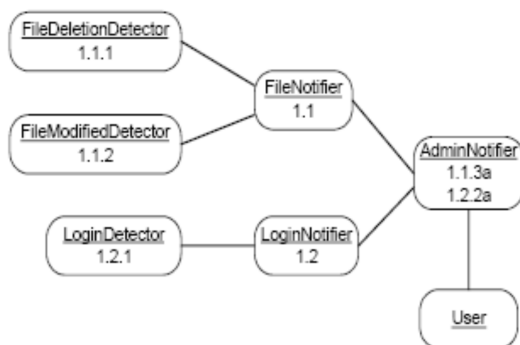 FileDeletionDetector
1.1.1
FileNotifier
1.1
FileModifiedDetector
1.1.2
AdminNotifier
1.1.3a
1.2.2a
LoginDetector
1.2.1
LoginNotifier
1.2
User